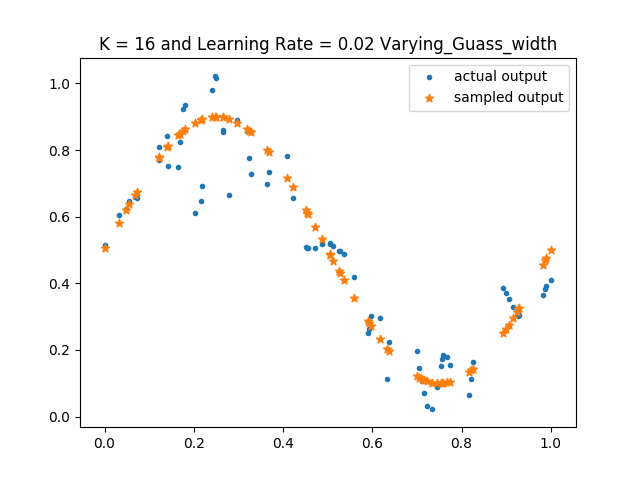 K = 16 and Learning Rate = 0.02 Varying_Guass_width
actual output
sampled output
1.0
0.8
0.6
0.4
0.2
0.0
0.0 0.2 0.4 0.6 0.8 1.0